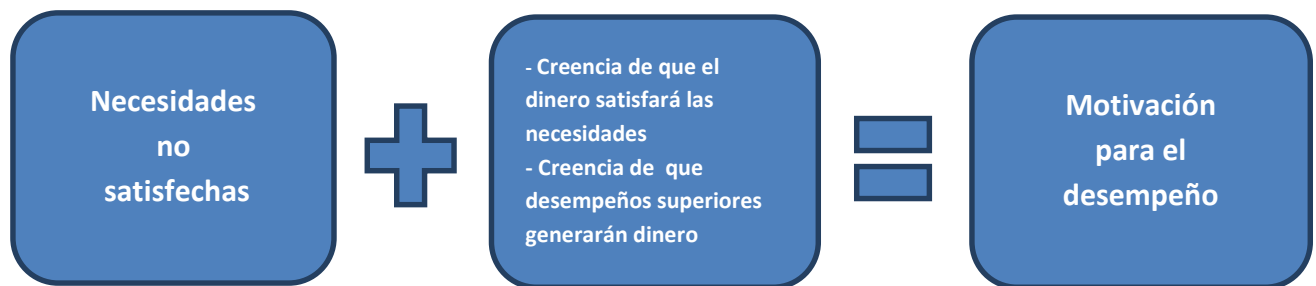 Necesidades
no
satisfechas
- Creencia de que el
dinero satisfará las
necesidades
- Creencia de que
desempeños superiores
generarán dinero
Motivación
para el
desempeño